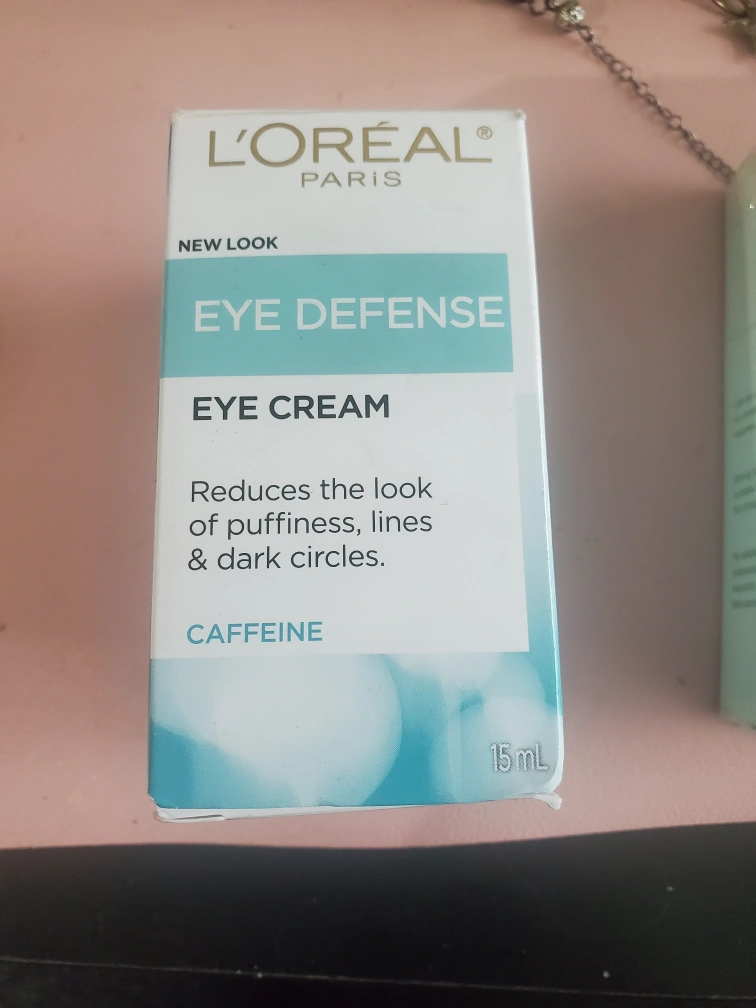 L'ORÉAL®
PARiS
NEW LOOK
EYE DEFENSE
EYE CREAM
Reduces the look
of puffiness, lines
& dark circles.
CAFFEINE
15 mL